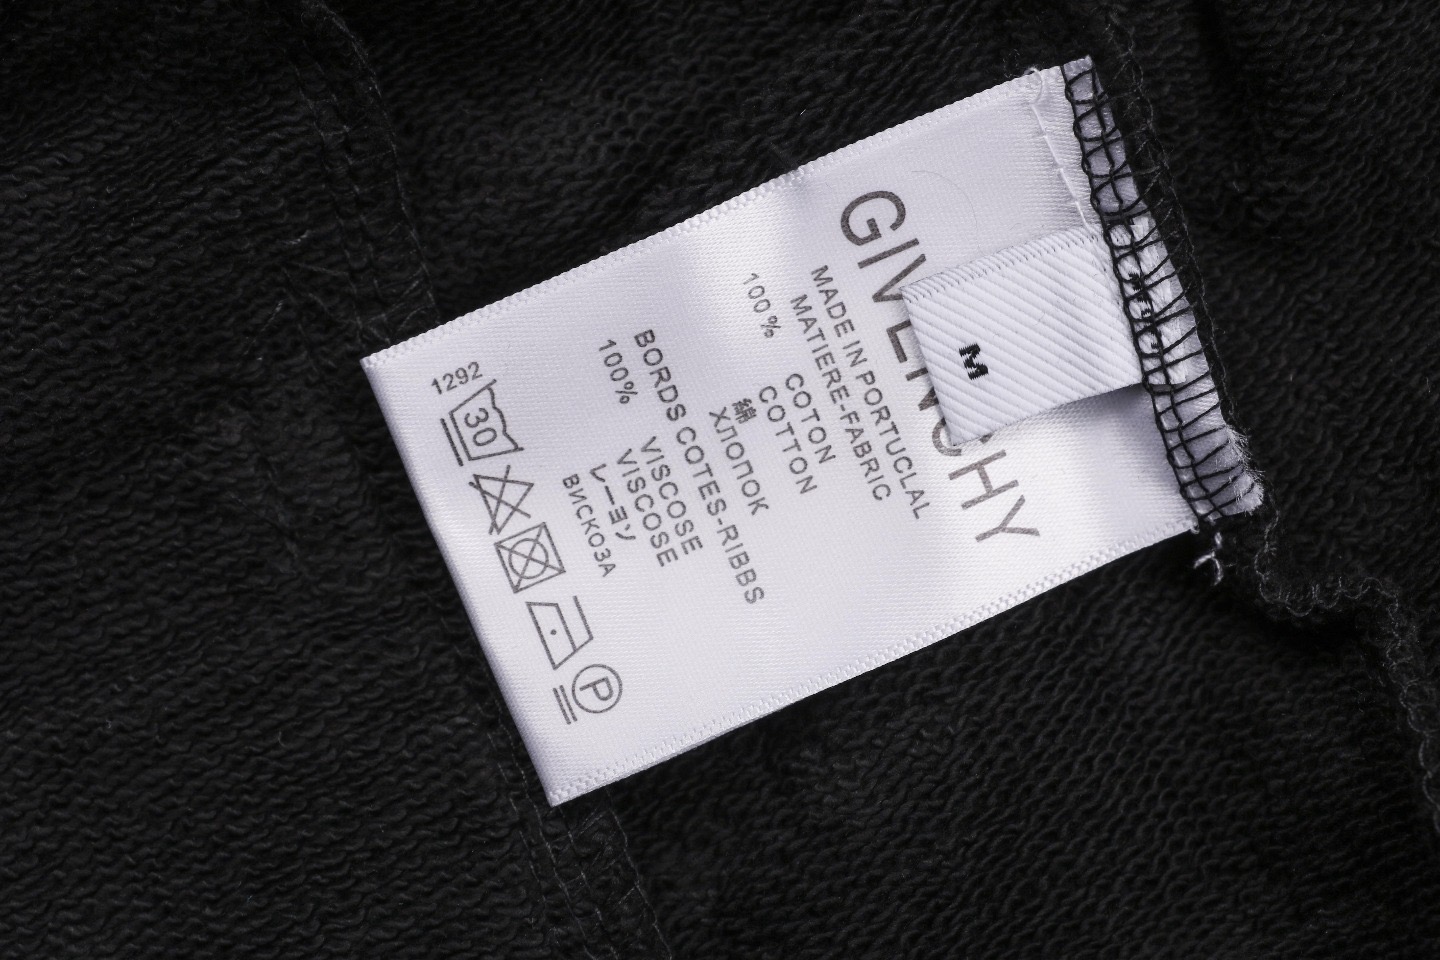 GIVENCHY
M
MADE IN PORTUCLAL
MATIERE-FABRIC
100% COTON
COTTON
綿
ХЛОПОК
BORDS COTES-RIBBS
100% VISCOSE
VISCOSE
レーヨン
ВИСКОЗА
1292
30
P